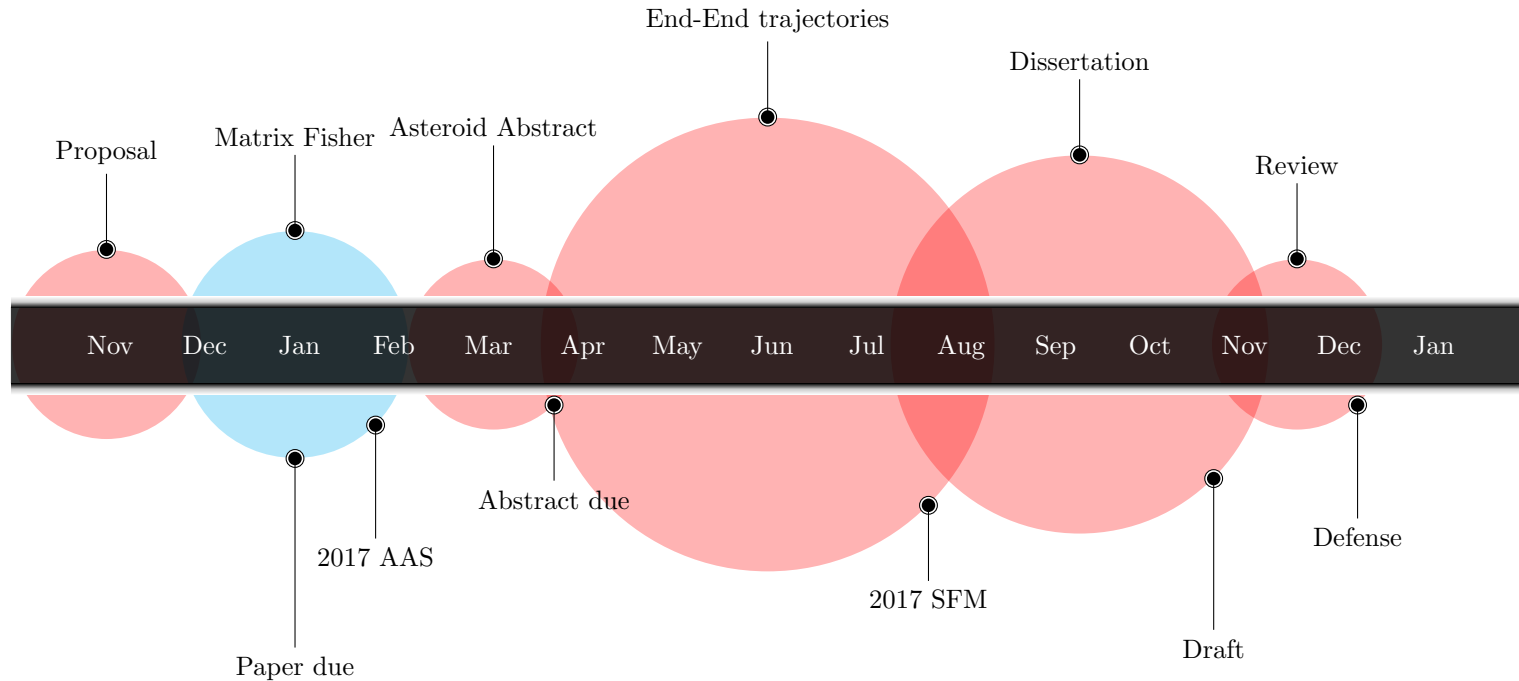 End-End trajectories
Dissertation
Asteroid Abstract
Matrix Fisher
Proposal
Review
Nov Dec Jan Feb Mar Apr May Jun Jul Aug Sep Oct Nov Dec Jan
Abstract due
Defense
2017 AAS
2017 SFM
Draft
Paper due